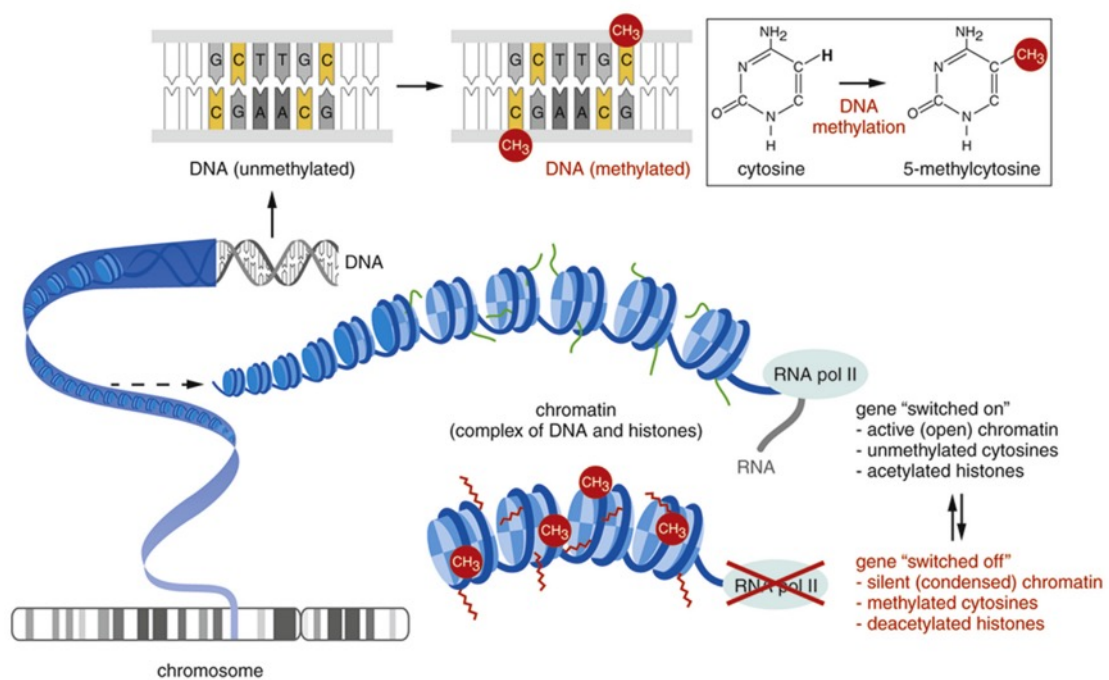 G C T T G C
C G A A C G
DNA (unmethylated)
CH3
G C T T G C
C G A A C G
CH3
DNA (methylated)
NH2
H
N
O
N
H
cytosine
DNA
methylation
NH2
CH3
N
O
N
H
5-methylcytosine
DNA
RNA pol II
RNA
chromatin
(complex of DNA and histones)
gene “switched on”
- active (open) chromatin
- unmethylated cytosines
- acetylated histones
CH3
CH3
CH3
CH3
RNA pol II
gene “switched off”
- silent (condensed) chromatin
- methylated cytosines
- deacetylated histones
chromosome